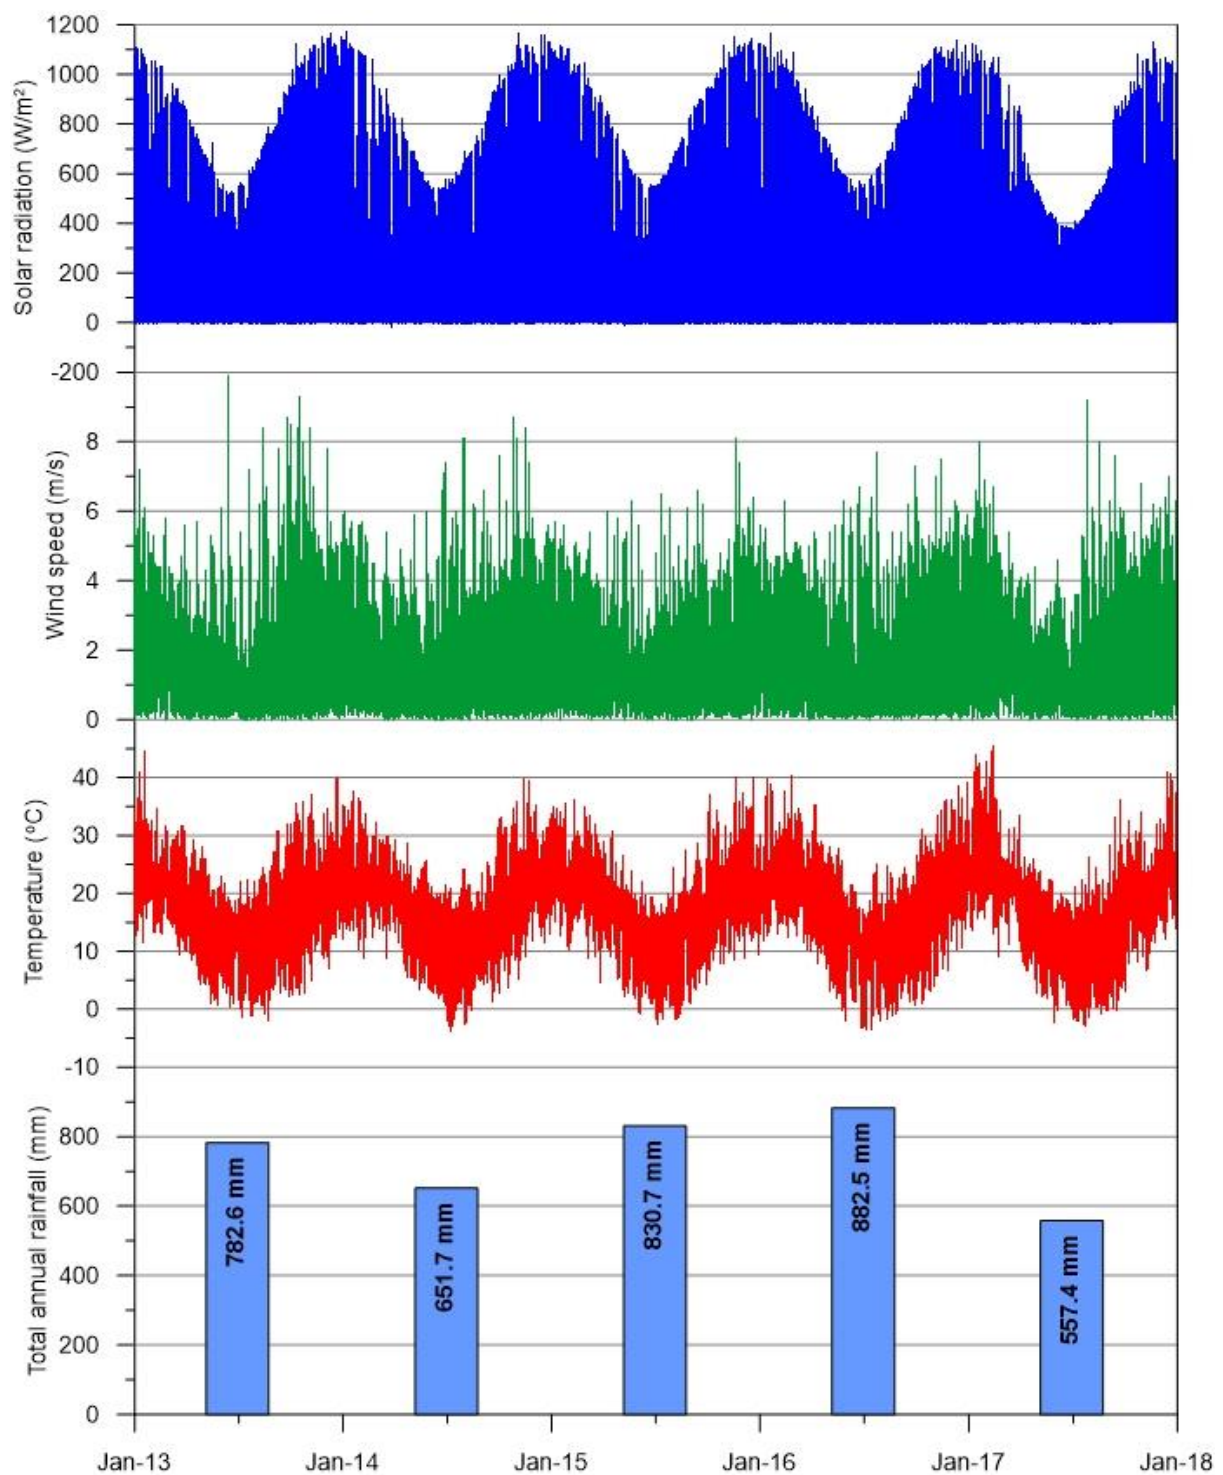 Solar radiation (W/m²)
1200
1000
800
600
400
200
0
-200
Wind speed (m/s)
8
6
4
2
0
Temperature (ºC)
40
30
20
10
0
-10
Total annual rainfall (mm)
800
600
400
200
0
782.6 mm
651.7 mm
830.7 mm
882.5 mm
557.4 mm
Jan-13 Jan-14 Jan-15 Jan-16 Jan-17 Jan-18